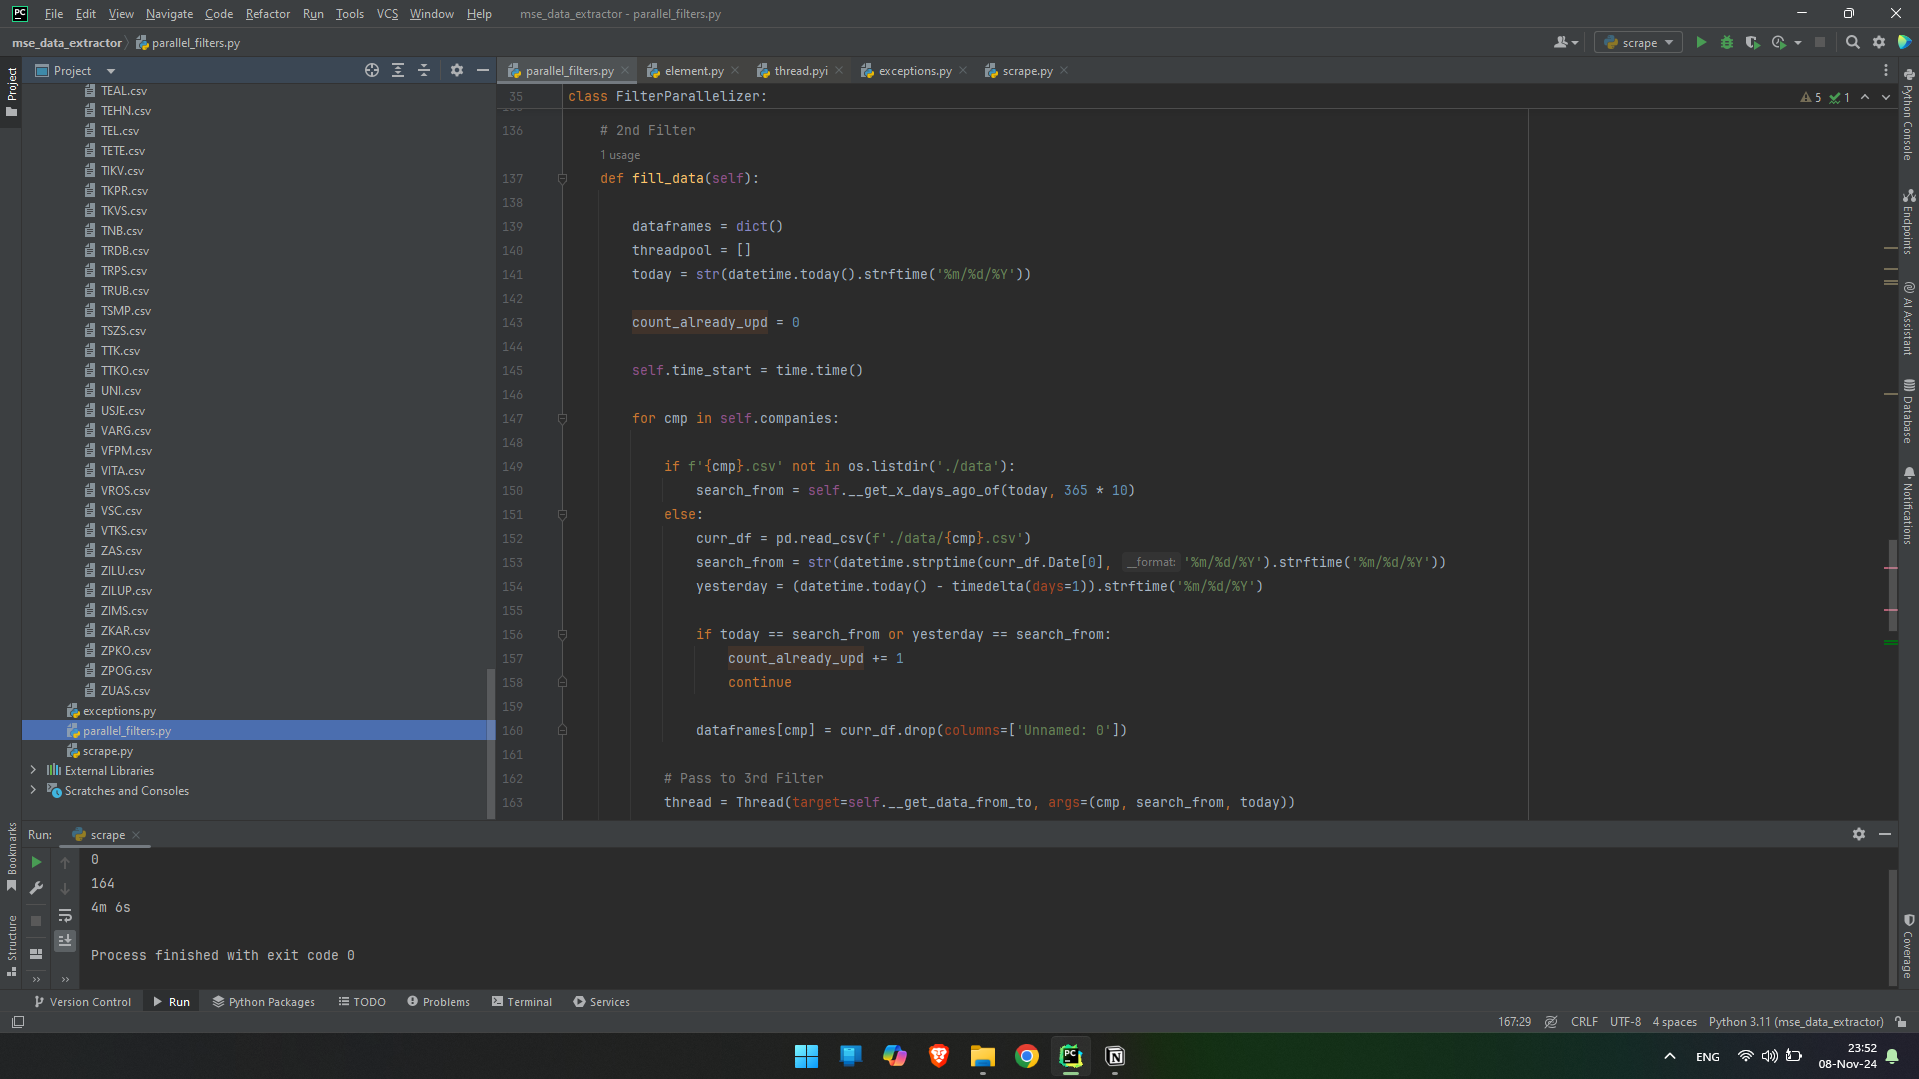 PC File Edit View Navigate Code Refactor Run Tools VCS Window Help mse_data_extractor - parallel_filters.py
mse_data_extractor parallel_filters.py scrape
Project
parallel_filters.py element.py thread.pyi exceptions.py scrape.py
Project
TEAL.csv
TEHN.csv
TEL.csv
TETE.csv
TIKV.csv
TKPR.csv
TKVS.csv
TNB.csv
TRDB.csv
TRPS.csv
TRUB.csv
TSMP.csv
TSZS.csv
TTK.csv
TTKO.csv
UNI.csv
USJE.csv
VARG.csv
VFPM.csv
VITA.csv
VROS.csv
VSC.csv
VTKS.csv
ZAS.csv
ZILU.csv
ZILUP.csv
ZIMS.csv
ZKAR.csv
ZPKO.csv
ZPOG.csv
ZUAS.csv
exceptions.py
parallel_filters.py
scrape.py
External Libraries
Scratches and Consoles
35 class FilterParallelizer: 5 1
136 # 2nd Filter
1 usage
137 def fill_data(self):
138
139 dataframes = dict()
140 threadpool = []
141 today = str(datetime.today().strftime('%m/%d/%Y'))
142
143 count_already_upd = 0
144
145 self.time_start = time.time()
146
147 for cmp in self.companies:
148
149 if f'{cmp}.csv' not in os.listdir('./data'):
150 search_from = self.__get_x_days_ago_of(today, 365 * 10)
151 else:
152 curr_df = pd.read_csv(f'./data/{cmp}.csv')
153 search_from = str(datetime.strptime(curr_df.Date[0], __format: '%m/%d/%Y').strftime('%m/%d/%Y'))
154 yesterday = (datetime.today() - timedelta(days=1)).strftime('%m/%d/%Y')
155
156 if today == search_from or yesterday == search_from:
157 count_already_upd += 1
158 continue
159
160 dataframes[cmp] = curr_df.drop(columns=['Unnamed: 0'])
161
162 # Pass to 3rd Filter
163 thread = Thread(target=self.__get_data_from_to, args=(cmp, search_from, today))
Python Console
Endpoints
AI Assistant
Database
Notifications
Coverage
Bookmarks
Structure
Run: scrape
0
164
4m 6s
Process finished with exit code 0
Version Control Run Python Packages TODO Problems Terminal Services
167:29 CRLF UTF-8 4 spaces Python 3.11 (mse_data_extractor)
PC
ENG
23:52
08-Nov-24